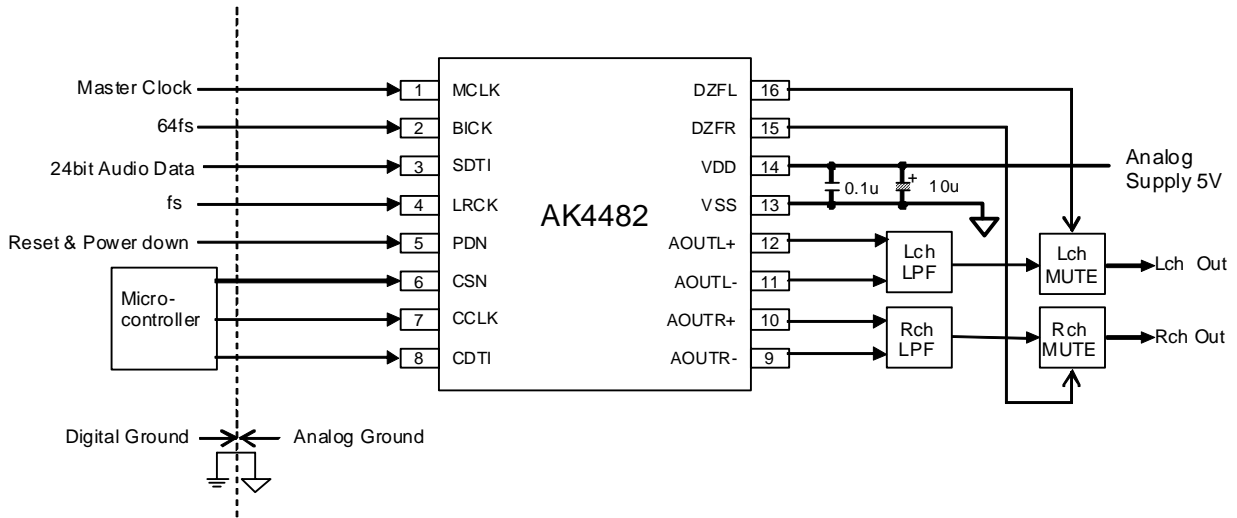 Master Clock
64fs
24bit Audio Data
fs
Reset & Power down
Micro-
controller
1 MCLK
2 BICK
3 SDTI
4 LRCK
5 PDN
6 CSN
7 CCLK
8 CDTI
AK4482
DZFL 16
DZFR 15
VDD 14
VSS 13
AOUTL+ 12
AOUTL- 11
AOUTR+ 10
AOUTR- 9
0.1u
+
10u
Analog
Supply 5V
Lch
LPF
Lch
MUTE
Lch Out
Rch
LPF
Rch
MUTE
Rch Out
Digital Ground
Analog Ground